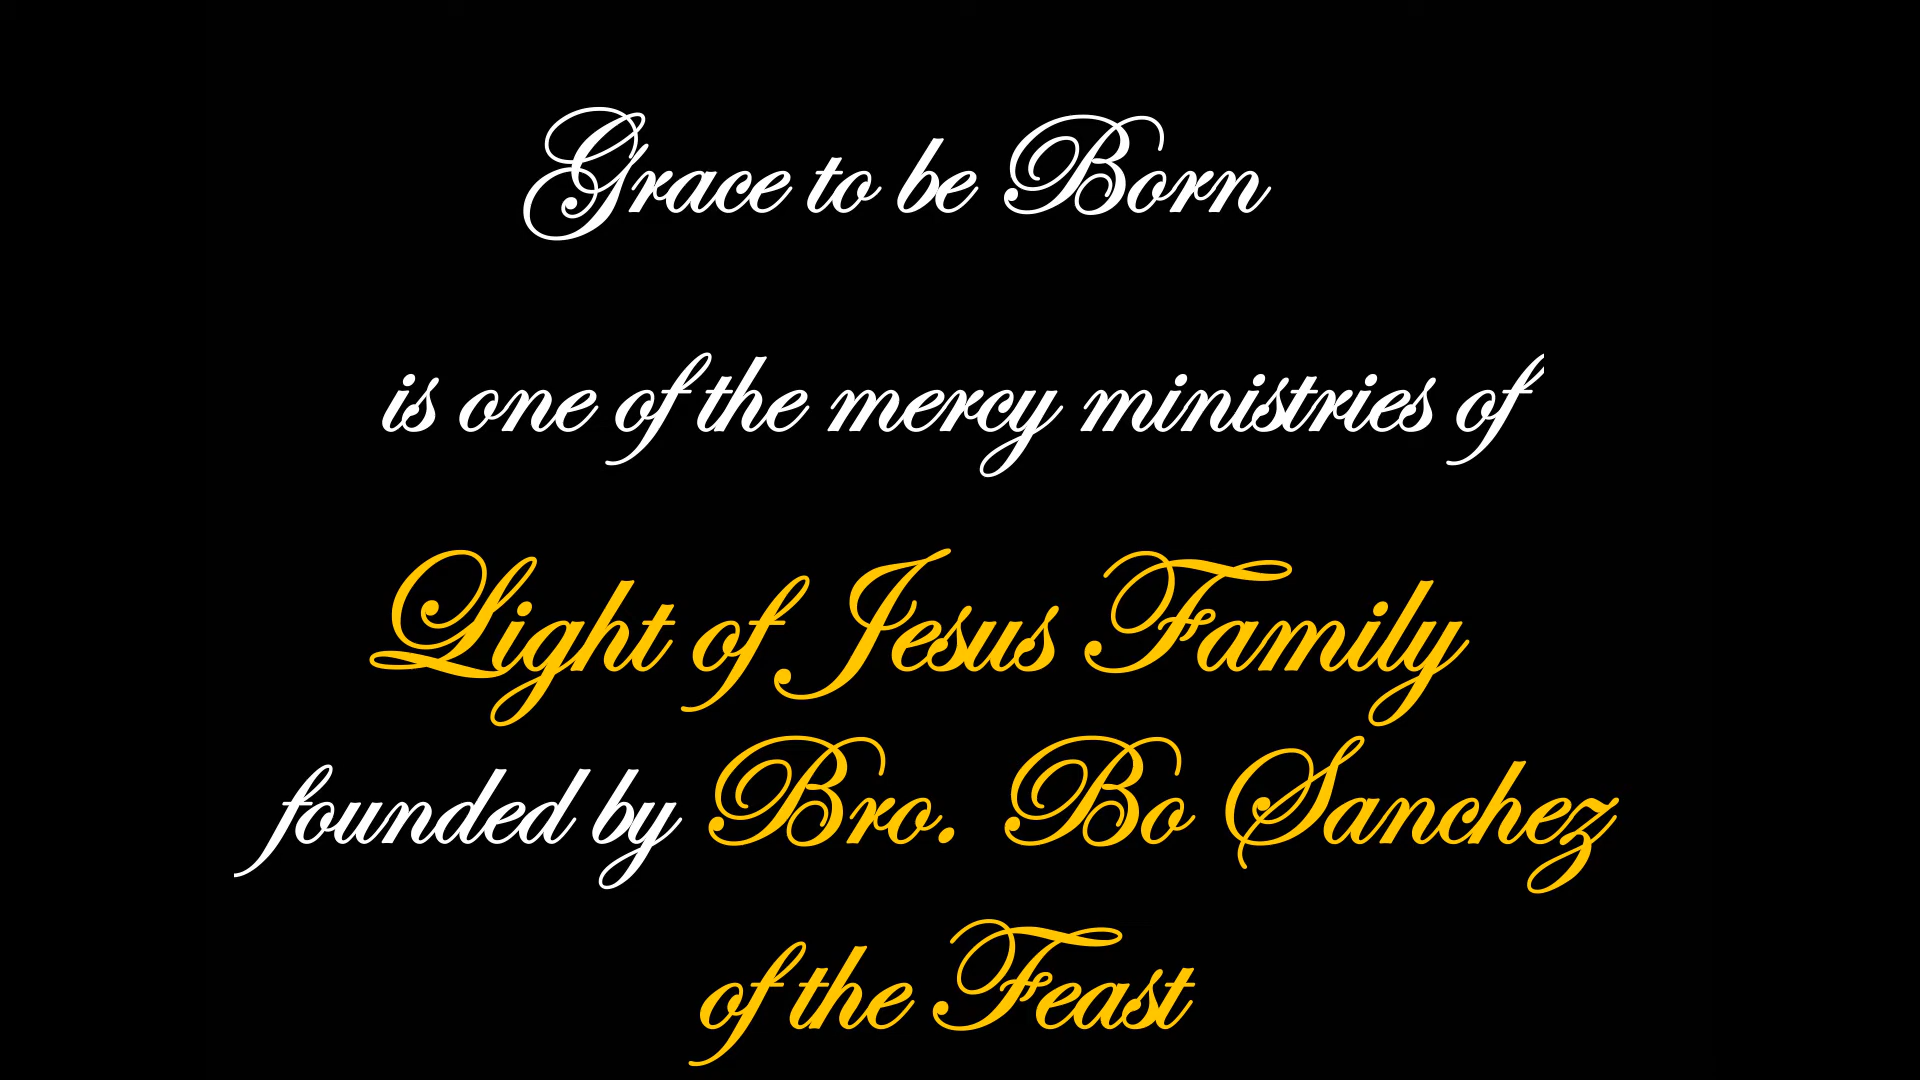 Grace to be Born
is one of the mercy ministries of
Light of Jesus Family
founded by Bro. Bo Sanchez
of the Feast